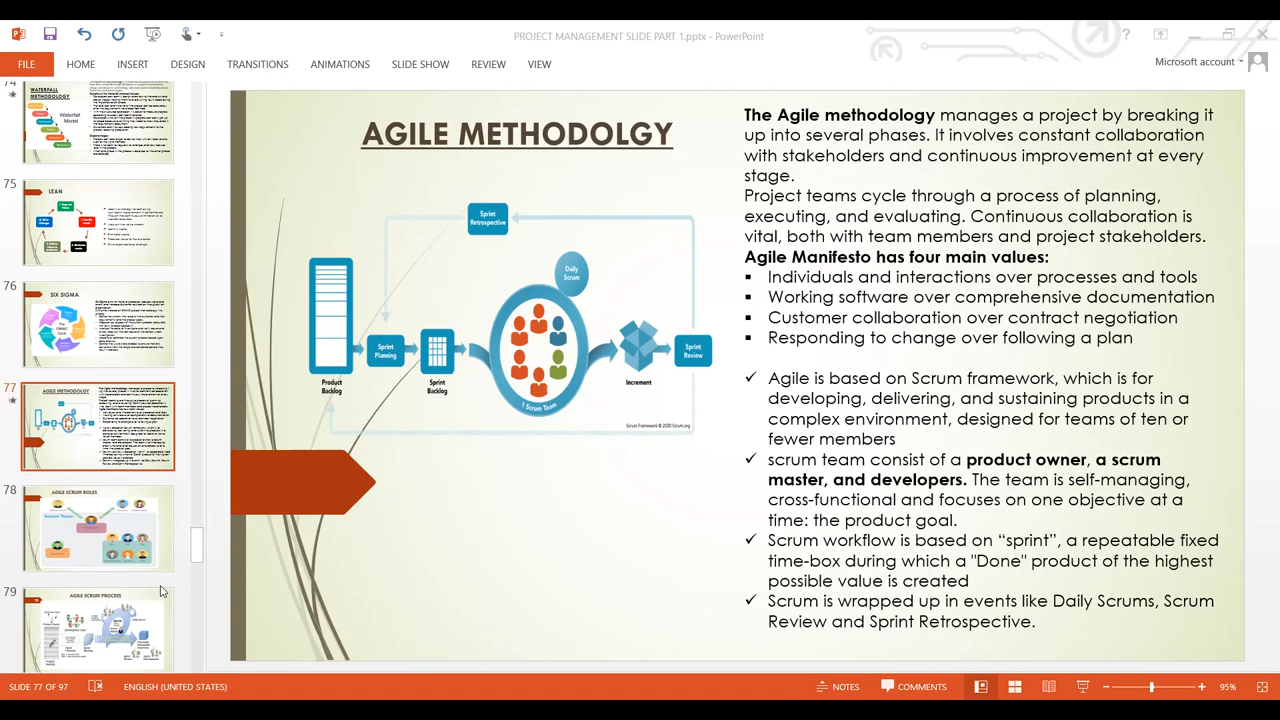 PROJECT MANAGEMENT SLIDE PART 1.pptx - PowerPoint
?
FILE
HOME
INSERT
DESIGN
TRANSITIONS
ANIMATIONS
SLIDE SHOW
REVIEW
VIEW
Microsoft account
74
WATERFALL
METHODOLOGY
Waterfall
Model
75
LEAN
76
SIX SIGMA
77
AGILE METHODOLGY
78
AGILE SCRUM ROLES
79
AGILE SCRUM PROCESS
AGILE METHODOLGY
Sprint
Retrospective
Daily
Scrum
Sprint
Planning
Sprint
Review
Product
Backlog
Sprint
Backlog
Increment
1 Scrum Team
Scrum Framework © 2020 Scrum.org
The Agile methodology manages a project by breaking it
up into several phases. It involves constant collaboration
with stakeholders and continuous improvement at every
stage.
Project teams cycle through a process of planning,
executing, and evaluating. Continuous collaboration is
vital, both with team members and project stakeholders.
Agile Manifesto has four main values:
▪ Individuals and interactions over processes and tools
▪ Working software over comprehensive documentation
▪ Customer collaboration over contract negotiation
▪ Responding to change over following a plan
✓ Agile is based on Scrum framework, which is for
developing, delivering, and sustaining products in a
complex environment, designed for teams of ten or
fewer members
✓ scrum team consist of a product owner, a scrum
master, and developers. The team is self-managing,
cross-functional and focuses on one objective at a
time: the product goal.
✓ Scrum workflow is based on “sprint”, a repeatable fixed
time-box during which a "Done" product of the highest
possible value is created
✓ Scrum is wrapped up in events like Daily Scrums, Scrum
Review and Sprint Retrospective.
SLIDE 77 OF 97
ENGLISH (UNITED STATES)
NOTES
COMMENTS
95%